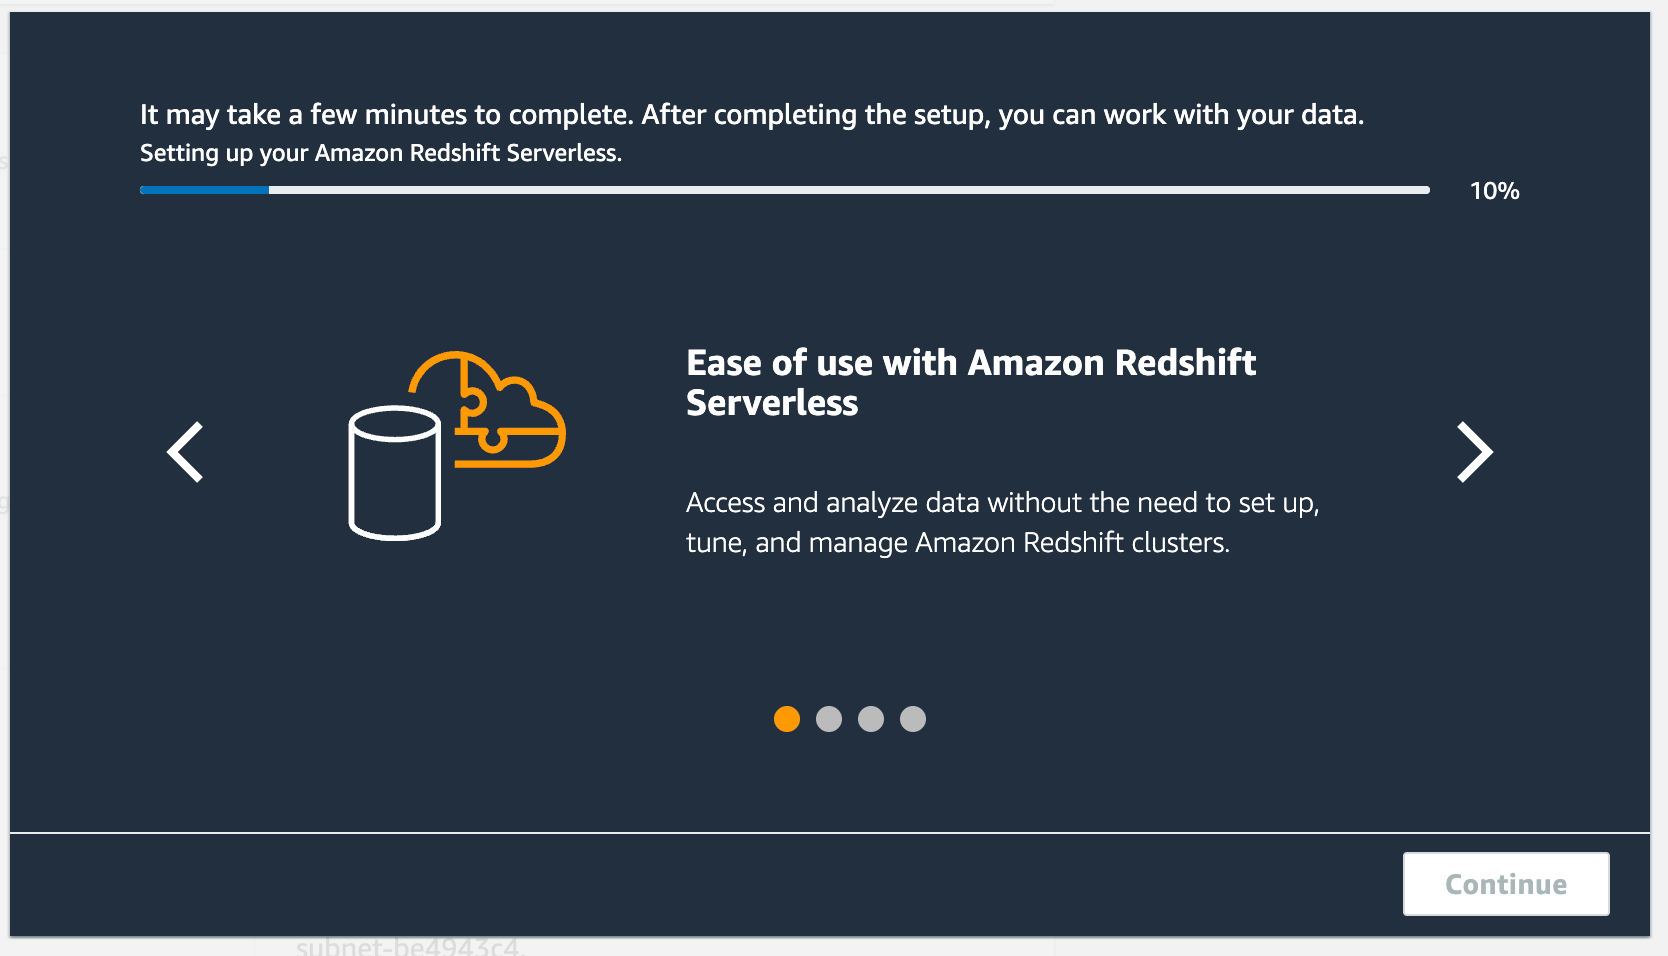 It may take a few minutes to complete. After completing the setup, you can work with your data.
Setting up your Amazon Redshift Serverless.
10%
Ease of use with Amazon Redshift
Serverless
Access and analyze data without the need to set up,
tune, and manage Amazon Redshift clusters.
Continue
subnet-be4943c4,